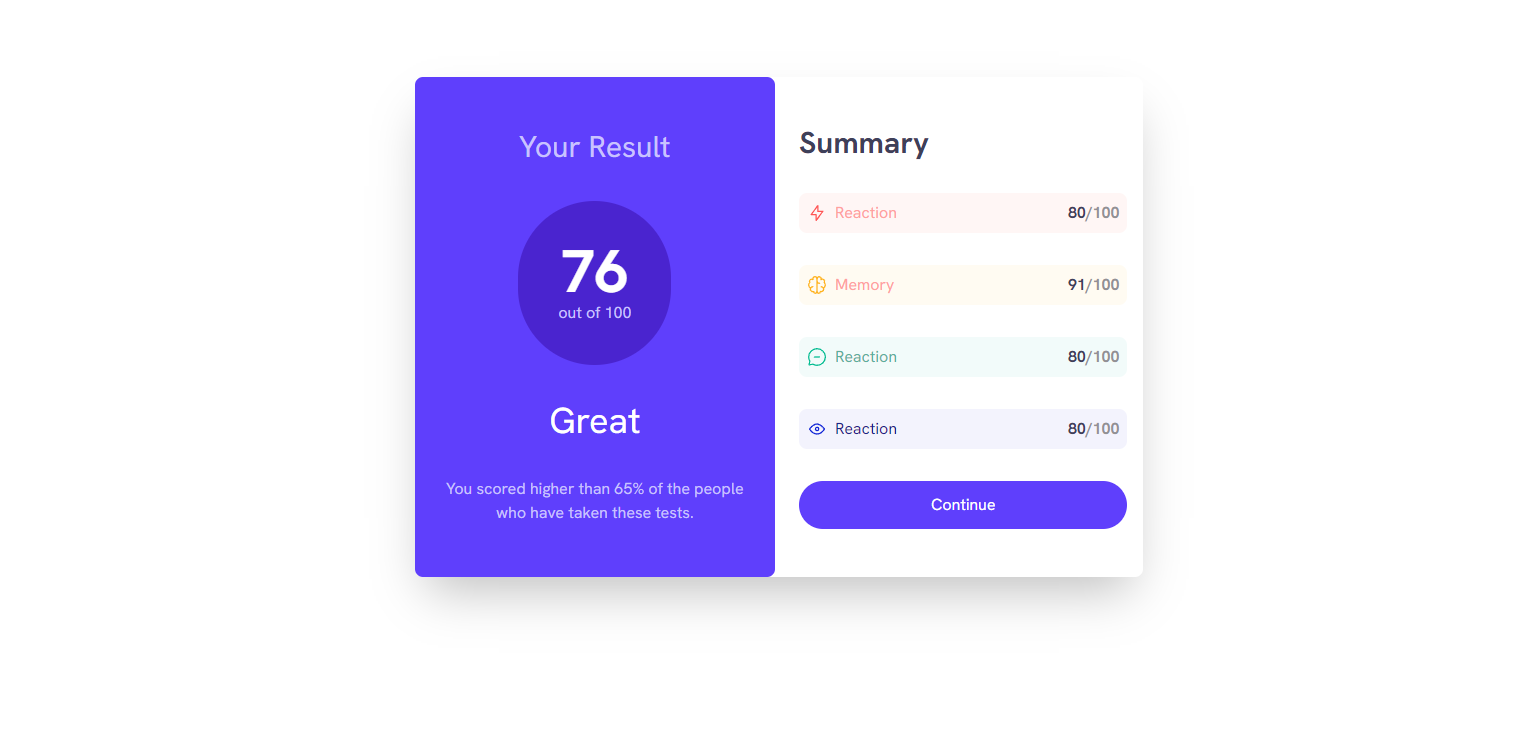 Your Result
76
out of 100
Great
You scored higher than 65% of the people
who have taken these tests.
Summary
Reaction 80/100
Memory 91/100
Reaction 80/100
Reaction 80/100
Continue